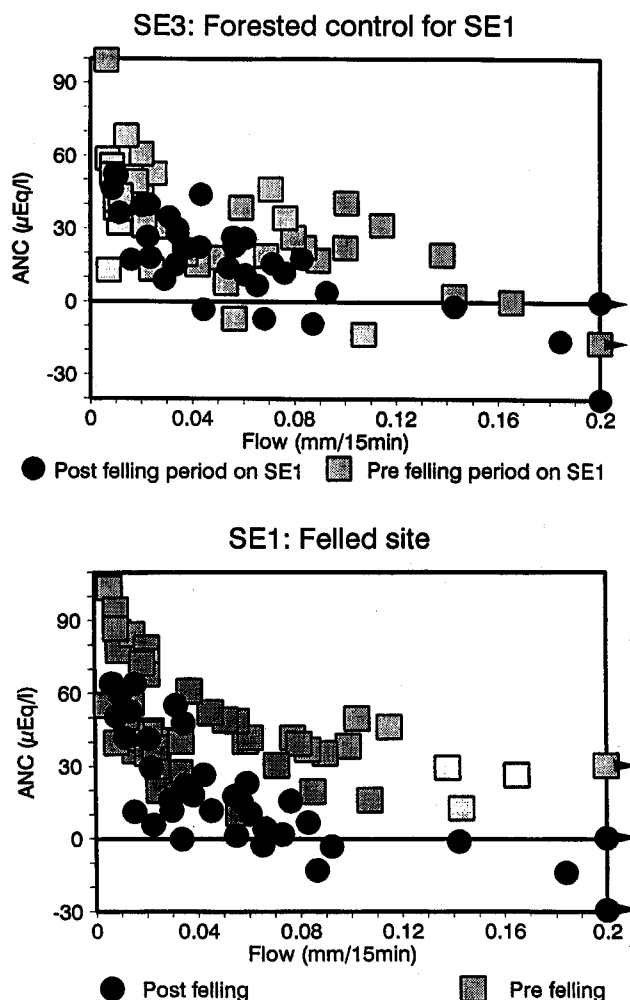 SE3: Forested control for SE1
90
60
30
0
-30
ANC (µEq/l)
0 0.04 0.08 0.12 0.16 0.2
Flow (mm/15min)
Post felling period on SE1 Pre felling period on SE1
SE1: Felled site
90
60
30
0
-30
ANC (µEq/l)
0 0.04 0.08 0.12 0.16 0.2
Flow (mm/15min)
Post felling Pre felling